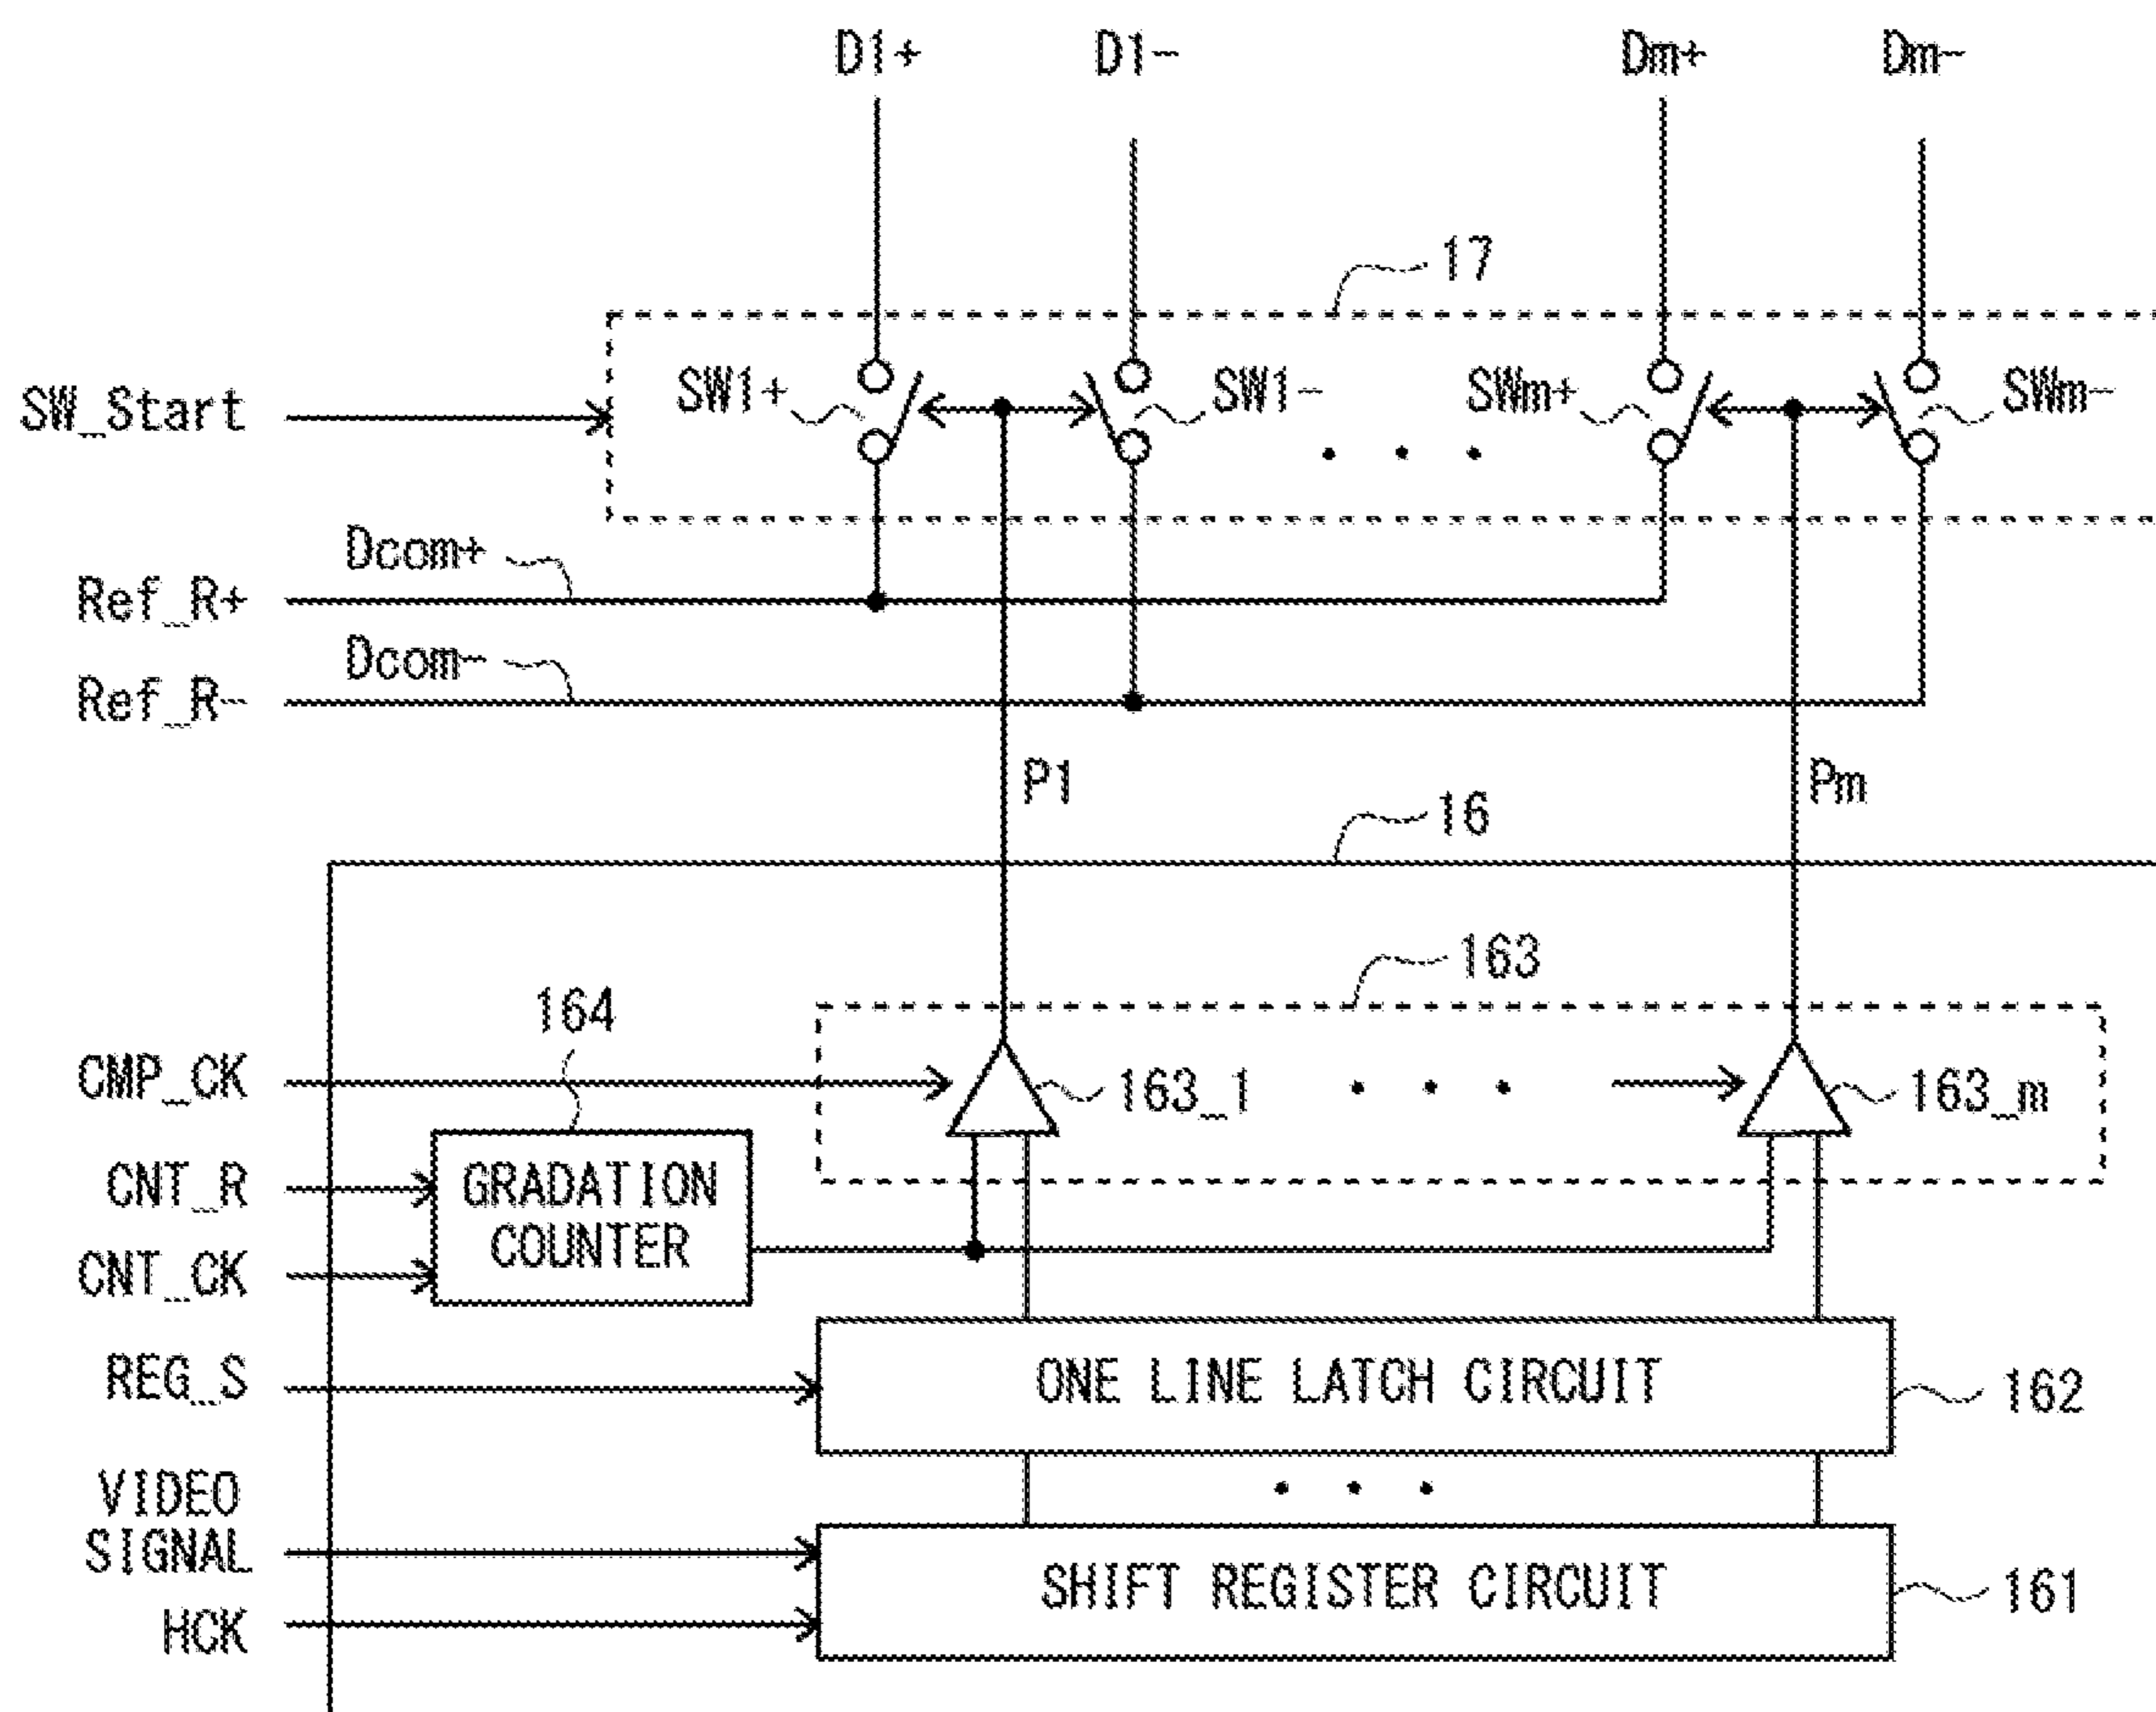 D1+ D1- Dm+ Dm-
17
SW_Start SW1+ SW1- SWm+ SWm-
Dcom+
Ref_R+
Dcom-
Ref_R-
P1 Pm
16
163
164
CMP_CK 163_1 163_m
CNT_R GRADATION
COUNTER
CNT_CK
REG_S ONE LINE LATCH CIRCUIT 162
VIDEO
SIGNAL
SHIFT REGISTER CIRCUIT 161
HCK